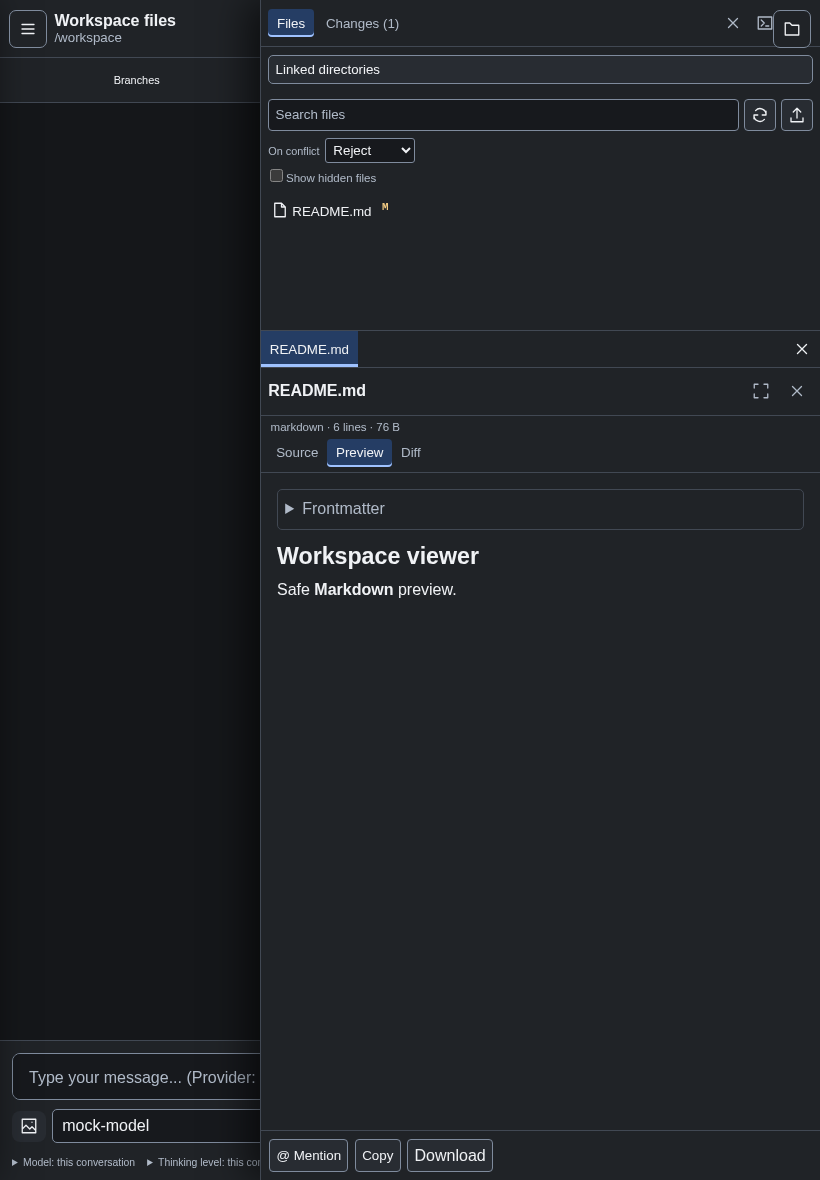 Workspace files
/workspace
Branches
Files
Changes (1)
Linked directories
Search files
On conflict
Reject
Show hidden files
README.md
M
README.md
README.md
markdown · 6 lines · 76 B
Source
Preview
Diff
Frontmatter
Workspace viewer
Safe Markdown preview.
Type your message... (Provider:
mock-model
Model: this conversation
Thinking level: this cor
@ Mention
Copy
Download